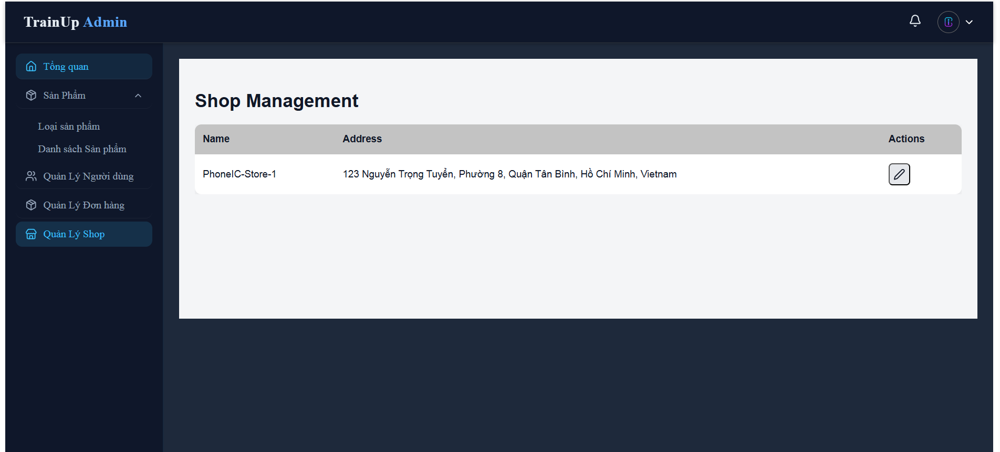 TrainUp Admin
Tổng quan
Sản Phẩm
Loại sản phẩm
Danh sách Sản phẩm
Quản Lý Người dùng
Quản Lý Đơn hàng
Quản Lý Shop
Shop Management
Name Address Actions
PhoneIC-Store-1 123 Nguyễn Trọng Tuyển, Phường 8, Quận Tân Bình, Hồ Chí Minh, Vietnam